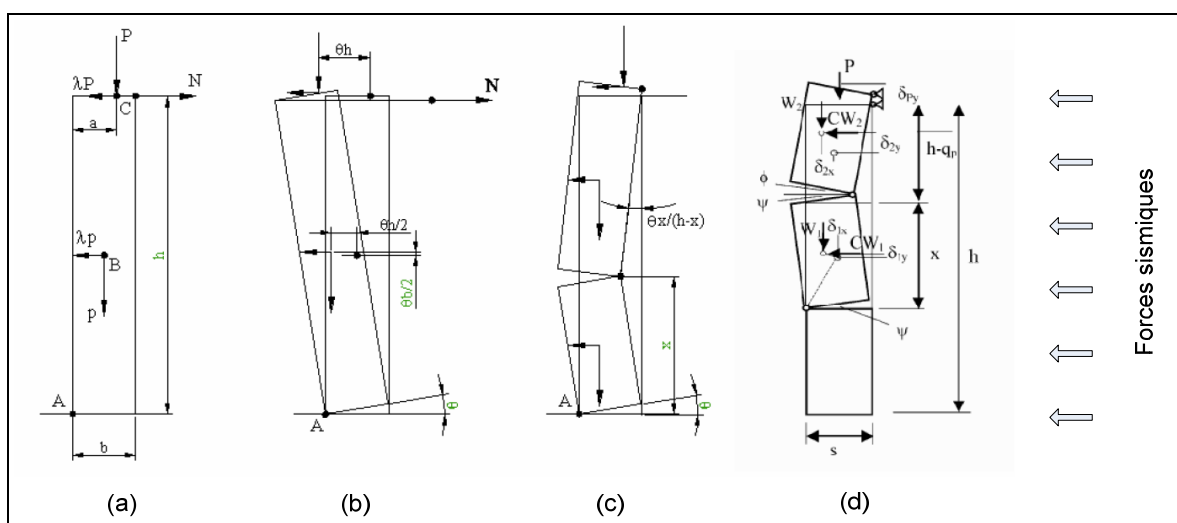 P
λP
N
C
a
λp
B
h
p
A
b
(a)
θh
N
θh/2
θb/2
θ
A
(b)
θx/(h-x)
x
A
θ
(c)
P
δPy
W2
CW2
δ2y
δ2x
h-qp
ϕ
ψ
W1
δ1x
CW1
δ1y
x
h
ψ
s
(d)
Forces sismiques